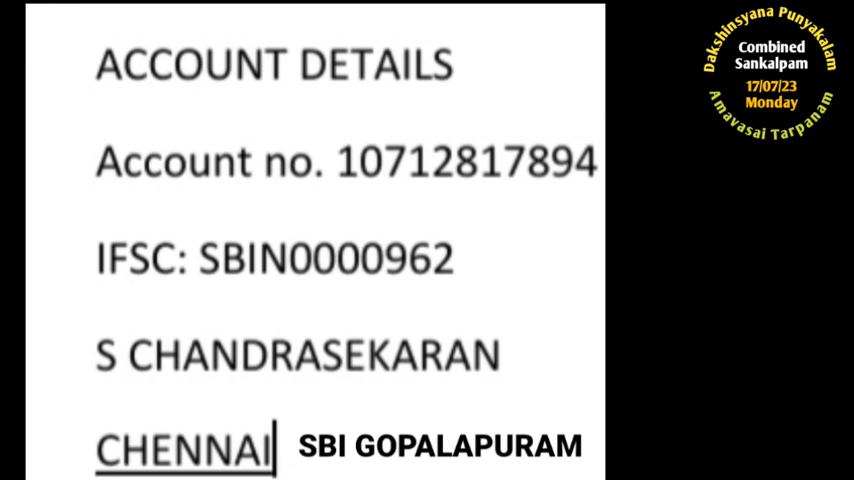 ACCOUNT DETAILS
Account no. 10712817894
IFSC: SBIN0000962
S CHANDRASEKARAN
CHENNAI SBI GOPALAPURAM
Dakshinsyana Punyakalam
Combined
Sankalpam
17/07/23
Monday
Amavasai Tarpanam